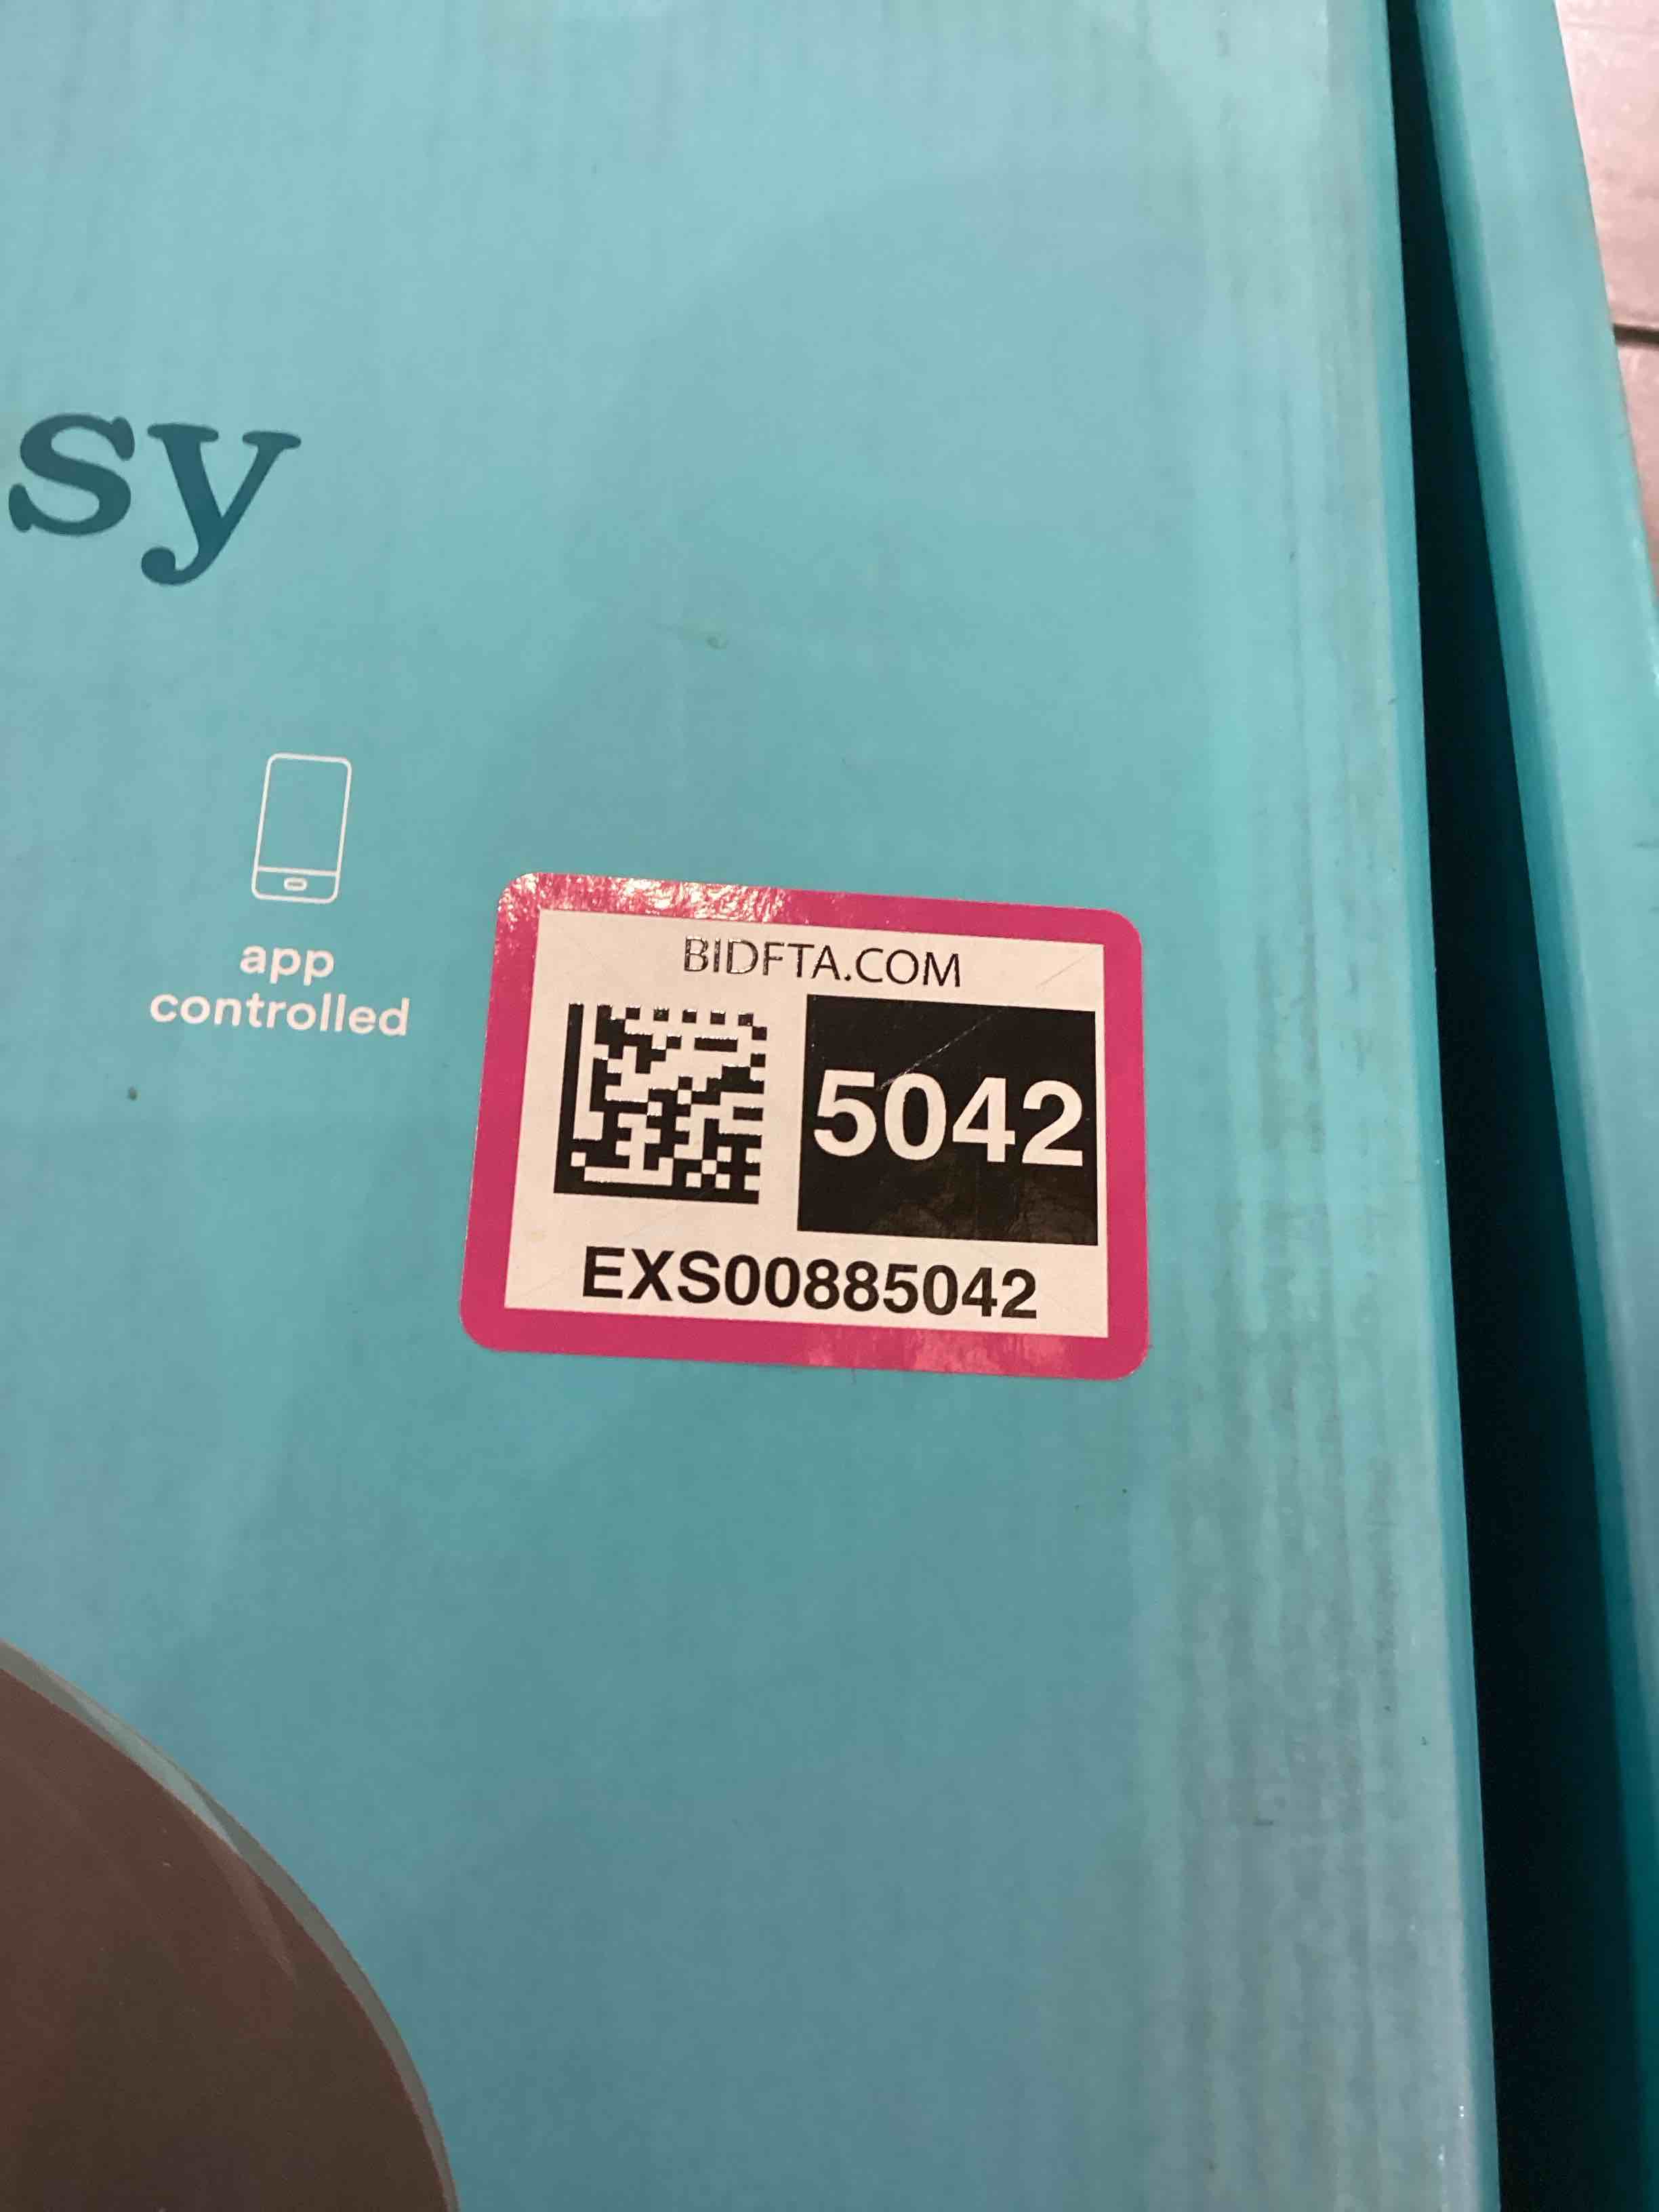 sy
app
controlled
BIDFTA.COM
5042
EXS00885042